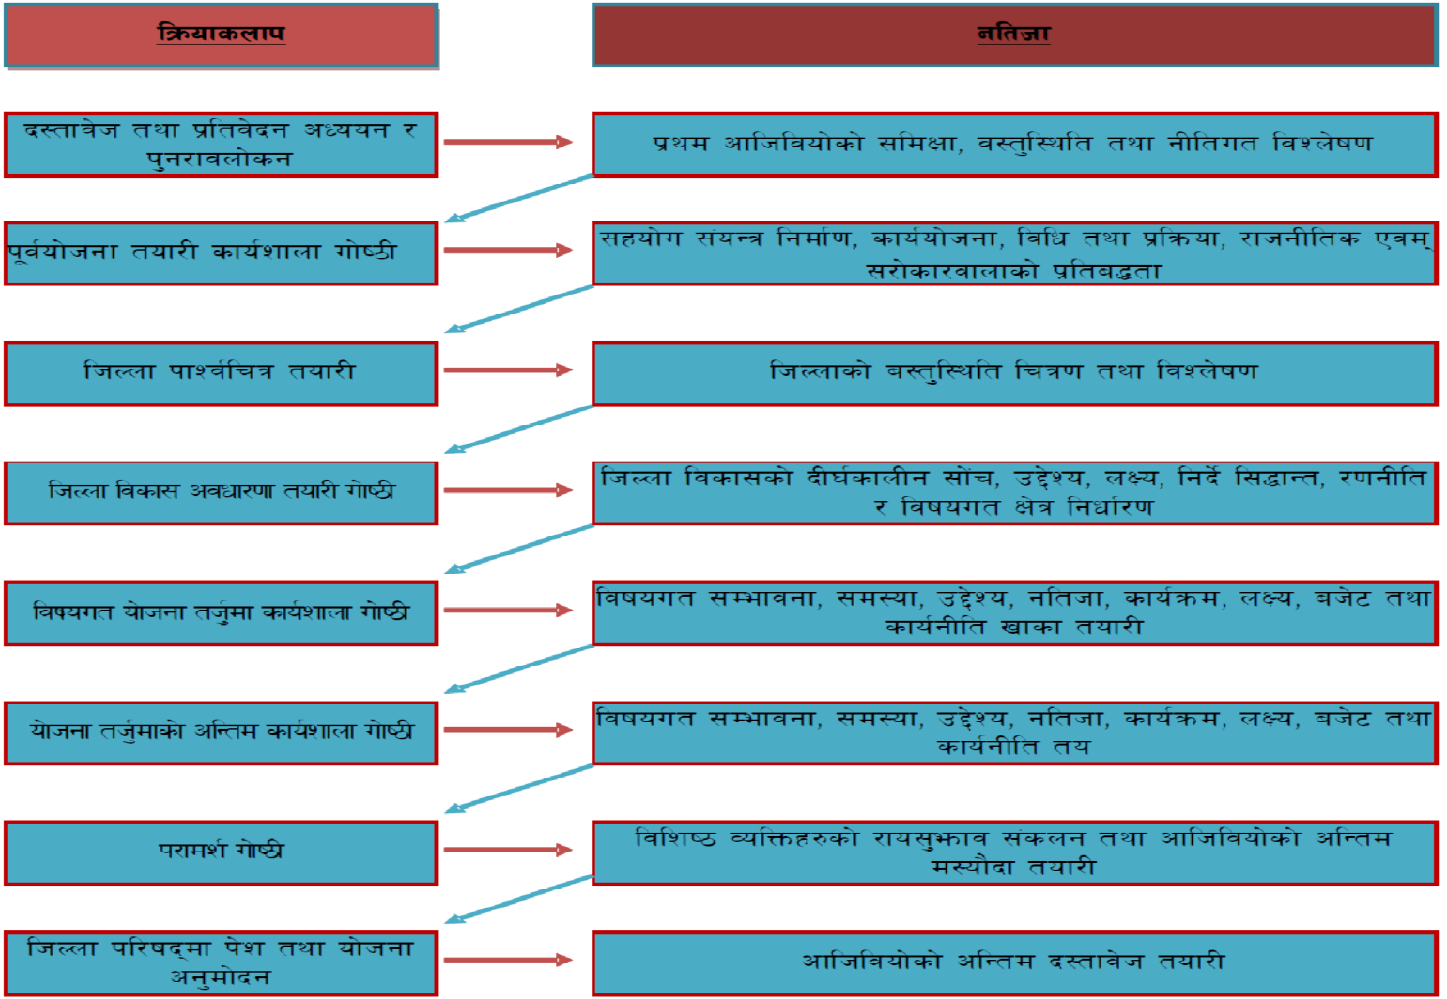 क्रियाकलाप
नतिजा
दस्तावेज तथा प्रतिवेदन अध्ययन र
पुनरावलोकन
प्रथम आजिवियोको समिक्षा, वस्तुस्थिति तथा नीतिगत विश्लेषण
पूर्वयोजना तयारी कार्यशाला गोष्ठी
सहयोग संयन्त्र निर्माण, कार्ययोजना, विधि तथा प्रक्रिया, राजनीतिक एवम्
सरोकारवालाको प्रतिबद्धता
जिल्ला पार्श्वचित्र तयारी
जिल्लाको बस्तुस्थिति चित्रण तथा विश्लेषण
जिल्ला विकास अवधारणा तयारी गोष्ठी
जिल्ला विकासको दीर्घकालीन सोंच, उद्देश्य, लक्ष्य, निर्दे सिद्धान्त, रणनीति
र विषयगत क्षेत्र निर्धारण
विषयगत योजना तर्जुमा कार्यशाला गोष्ठी
विषयगत सम्भावना, समस्या, उद्देश्य, नतिजा, कार्यक्रम, लक्ष्य, बजेट तथा
कार्यनीति खाका तयारी
योजना तर्जुमाको अन्तिम कार्यशाला गोष्ठी
विषयगत सम्भावना, समस्या, उद्देश्य, नतिजा, कार्यक्रम, लक्ष्य, बजेट तथा
कार्यनीति तय
परामर्श गोष्ठी
विशिष्ठ व्यक्तिहरुको रायसुझाव संकलन तथा आजिवियोको अन्तिम
मस्यौदा तयारी
जिल्ला परिषद्मा पेश तथा योजना
अनुमोदन
आजिवियोको अन्तिम दस्तावेज तयारी